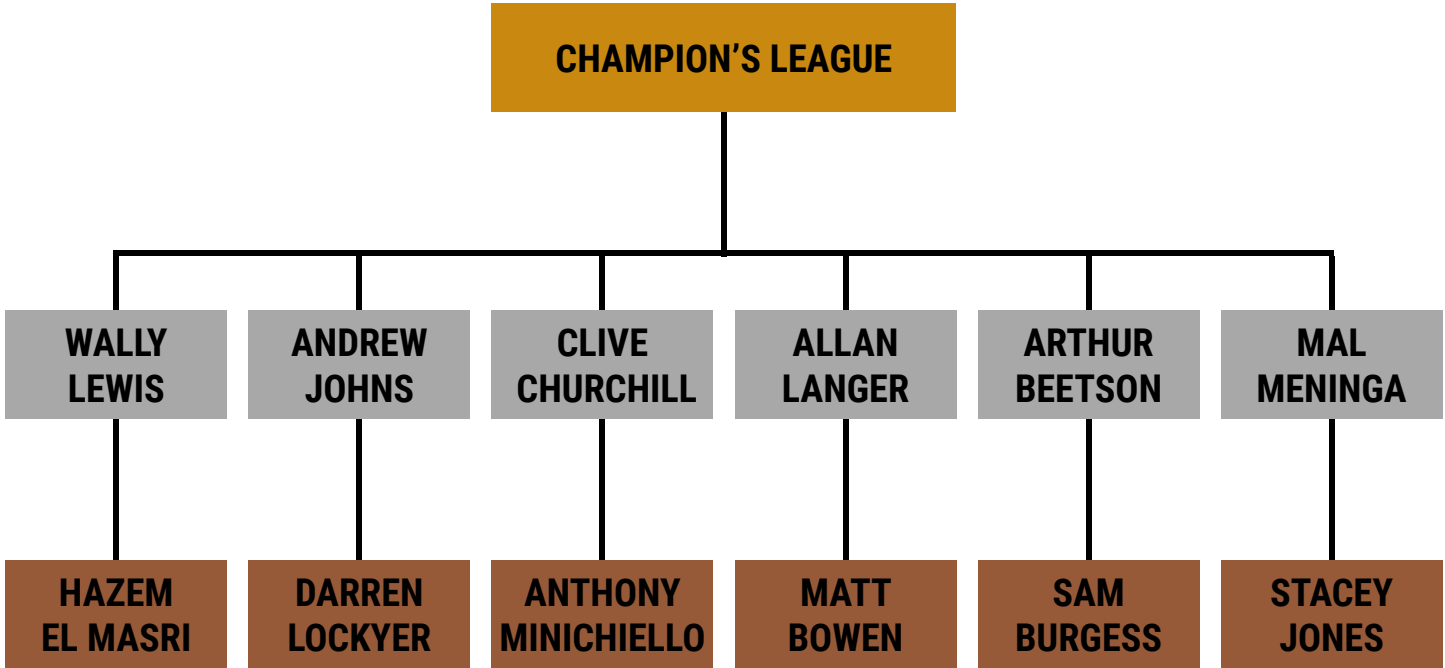 CHAMPION’S LEAGUE
WALLY
LEWIS
ANDREW
JOHNS
CLIVE
CHURCHILL
ALLAN
LANGER
ARTHUR
BEETSON
MAL
MENINGA
HAZEM
EL MASRI
DARREN
LOCKYER
ANTHONY
MINICHIELLO
MATT
BOWEN
SAM
BURGESS
STACEY
JONES